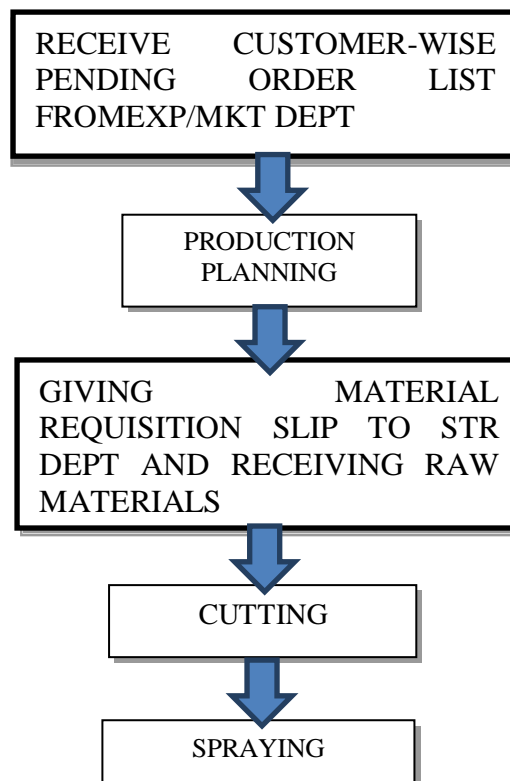 RECEIVE CUSTOMER-WISE
PENDING ORDER LIST
FROMEXP/MKT DEPT
PRODUCTION
PLANNING
GIVING MATERIAL
REQUISITION SLIP TO STR
DEPT AND RECEIVING RAW
MATERIALS
CUTTING
SPRAYING